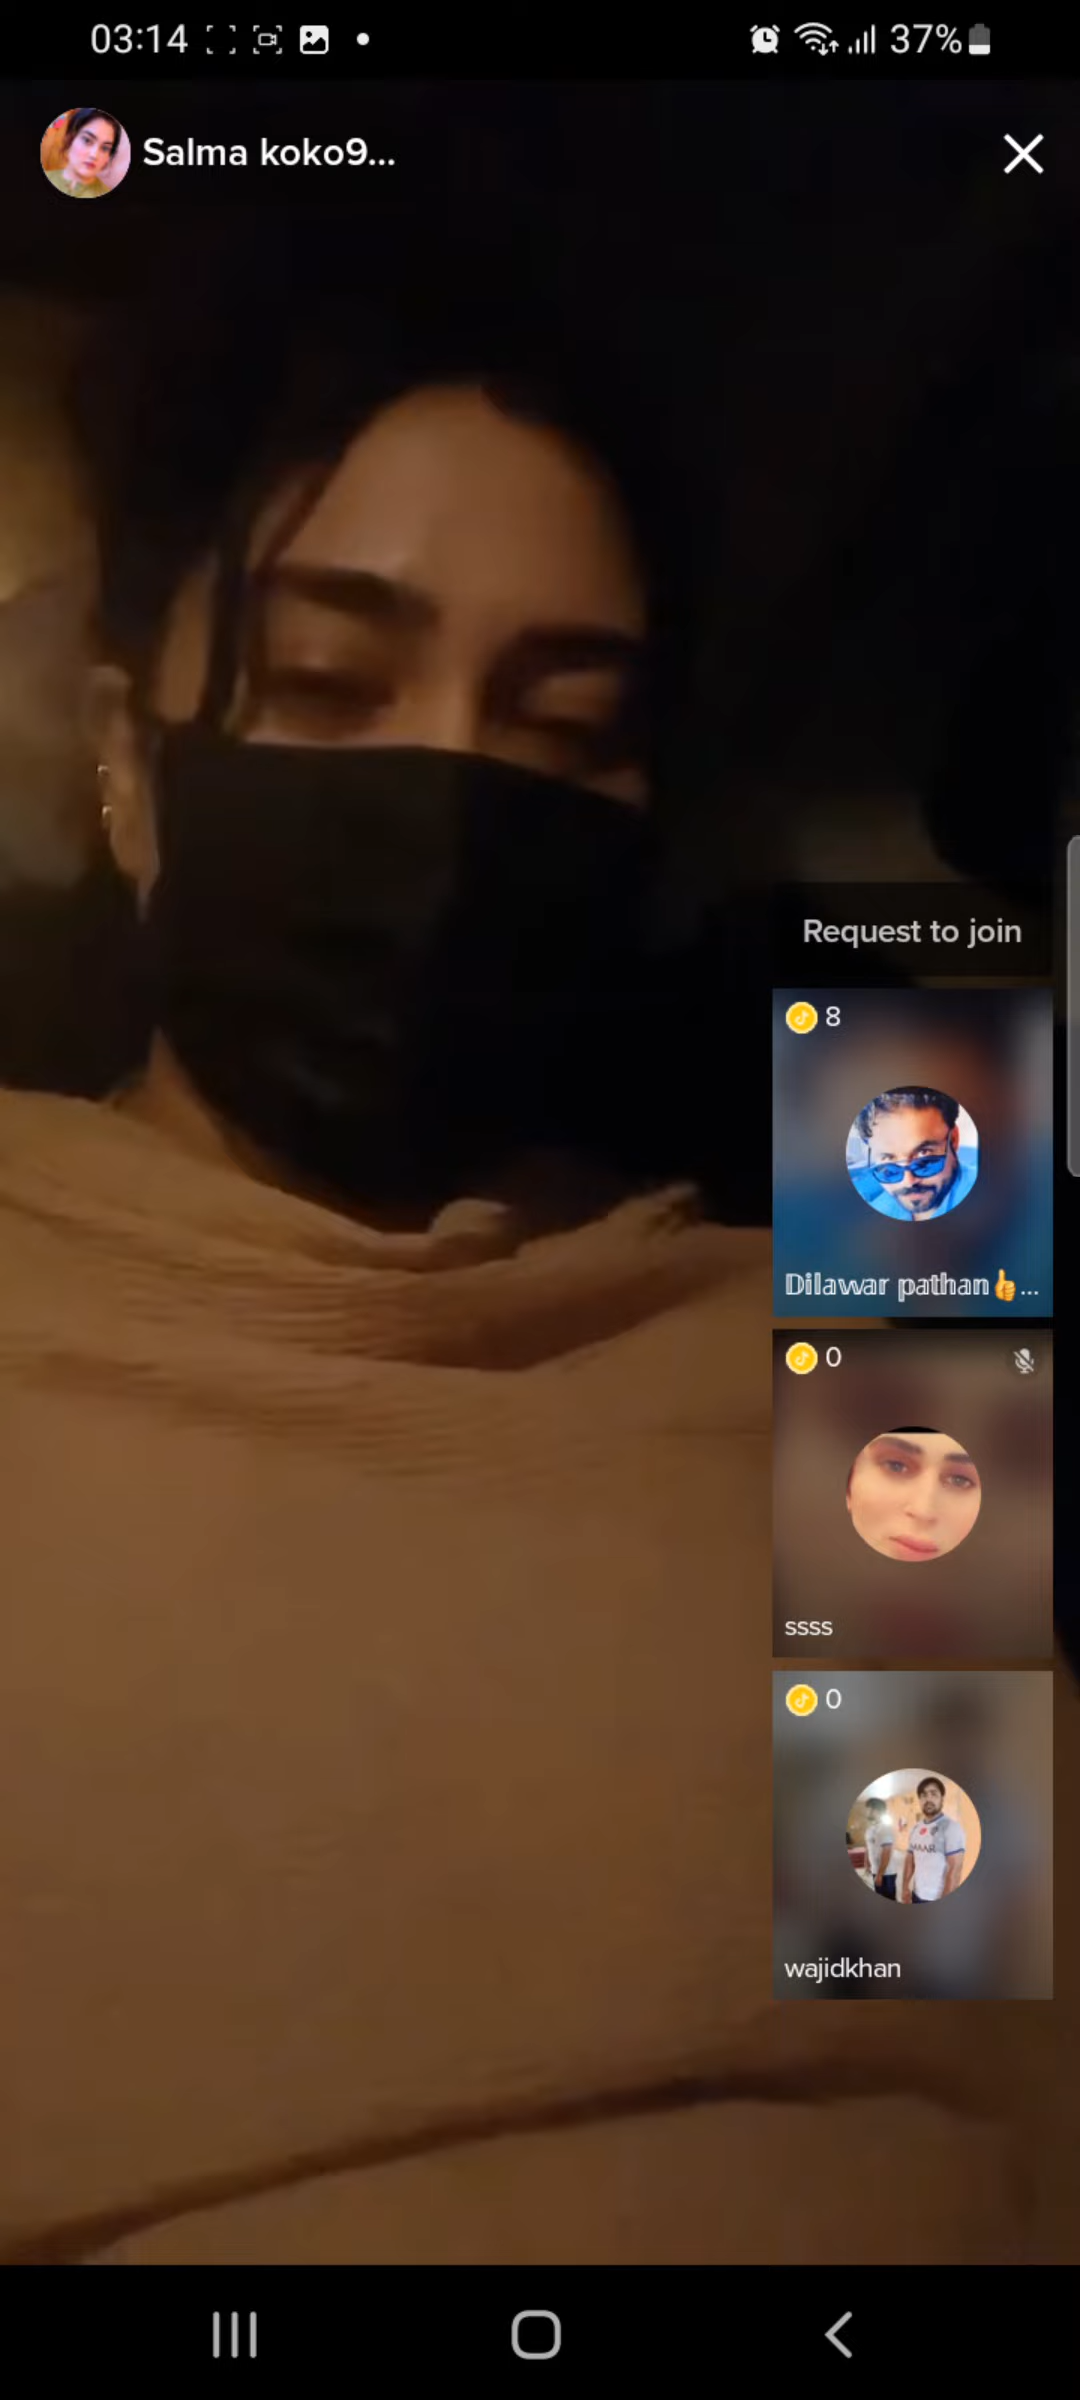 03:14
37%
Salma koko9...
Request to join
8
Dilawar pathan👍...
0
ssss
0
wajidkhan